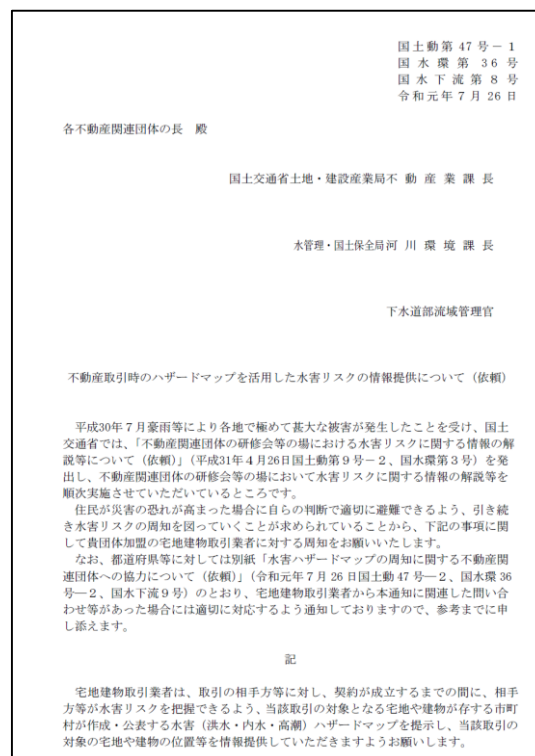 国土動第47号－1
国水環第36号
国水下流第8号
令和元年7月26日
各不動産関連団体の長　殿
国土交通省土地・建設産業局不動産業課長
水管理・国土保全局河川環境課長
下水道部流域管理官
不動産取引時のハザードマップを活用した水害リスクの情報提供について（依頼）
平成30年7月豪雨等により各地で極めて甚大な被害が発生したことを受け、国土
交通省では、「不動産関連団体の研修会等の場における水害リスクに関する情報の解
説等について（依頼）」（平成31年4月26日国土動第9号－2、国水環第3号）を発
出し、不動産関連団体の研修会等の場において水害リスクに関する情報の解説等を
順次実施させていただいているところです。
住民が災害の恐れが高まった場合に自らの判断で適切に避難できるよう、引き続
き水害リスクの周知を図っていくことが求められていることから、下記の事項に関
して貴団体加盟の宅地建物取引業者に対する周知をお願いいたします。
なお、都道府県等に対しては別紙「水害ハザードマップの周知に関する不動産関
連団体への協力について（依頼）」（令和元年7月26日国土動47号―2、国水環36
号―2、国水下流9号）のとおり、宅地建物取引業者から本通知に関連した問い合
わせ等があった場合には適切に対応するよう通知しておりますので、参考までに申
し添えます。
記
宅地建物取引業者は、取引の相手方等に対し、契約が成立するまでの間に、相手
方等が水害リスクを把握できるよう、当該取引の対象となる宅地や建物が存する市町
村が作成・公表する水害（洪水・内水・高潮）ハザードマップを提示し、当該取引の
対象の宅地や建物の位置等を情報提供していただきますようお願いします。